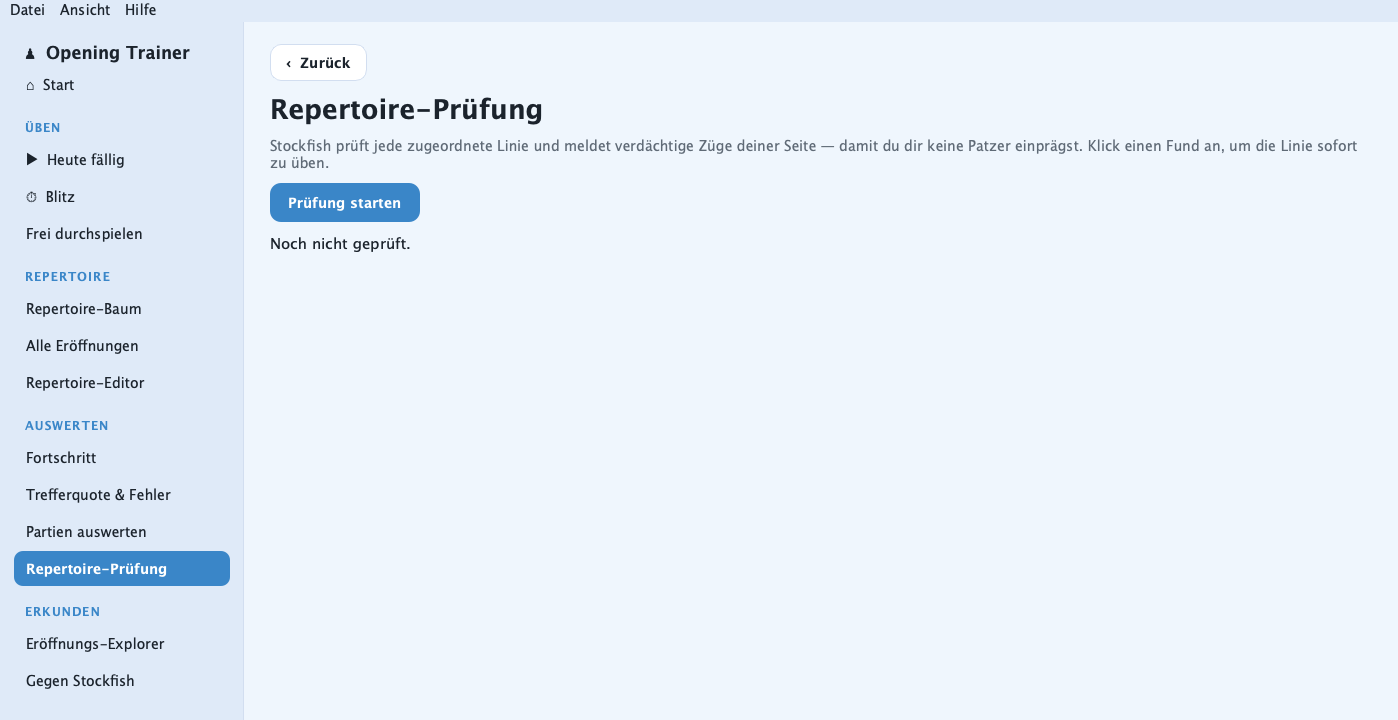 Datei Ansicht Hilfe
♟ Opening Trainer
⌂ Start
ÜBEN
▶ Heute fällig
⏱ Blitz
Frei durchspielen
REPERTOIRE
Repertoire-Baum
Alle Eröffnungen
Repertoire-Editor
AUSWERTEN
Fortschritt
Trefferquote & Fehler
Partien auswerten
Repertoire-Prüfung
ERKUNDEN
Eröffnungs-Explorer
Gegen Stockfish
‹ Zurück
Repertoire-Prüfung
Stockfish prüft jede zugeordnete Linie und meldet verdächtige Züge deiner Seite — damit du dir keine Patzer einprägst. Klick einen Fund an, um die Linie sofort
zu üben.
Prüfung starten
Noch nicht geprüft.